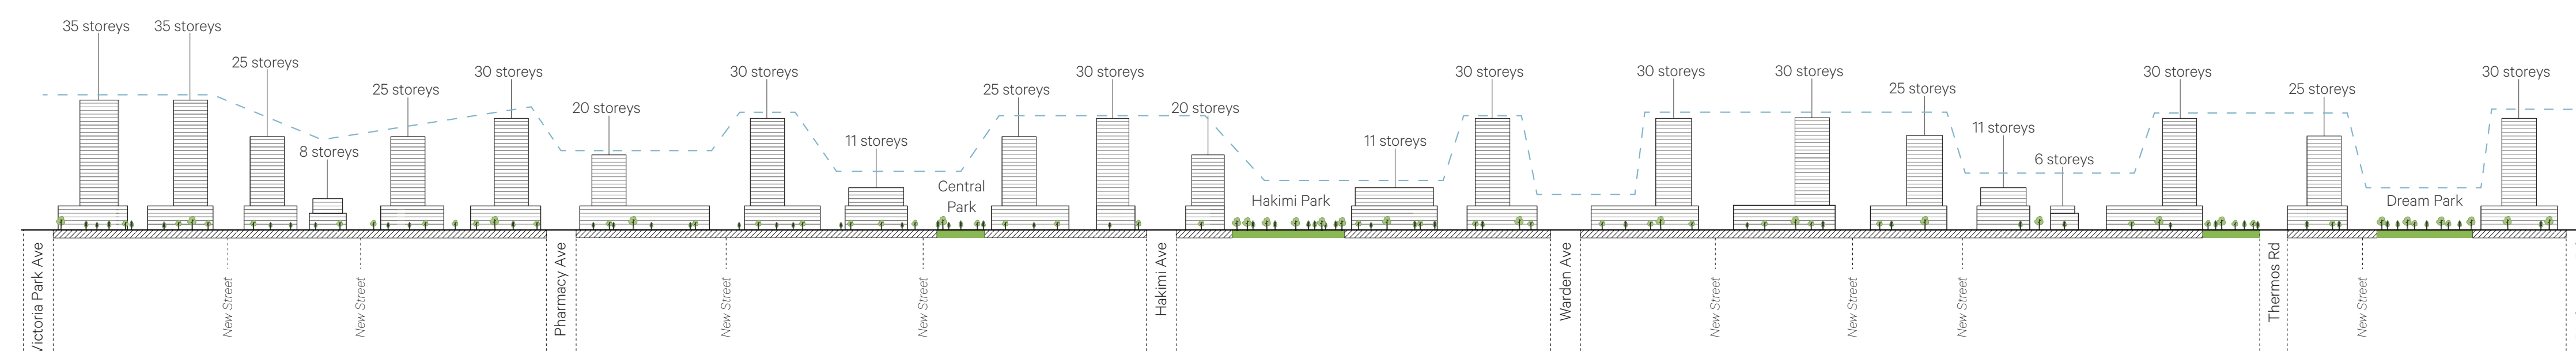 35 storeys
35 storeys
25 storeys
8 storeys
25 storeys
30 storeys
20 storeys
30 storeys
11 storeys
Central
Park
25 storeys
30 storeys
20 storeys
Hakimi Park
11 storeys
30 storeys
30 storeys
30 storeys
25 storeys
11 storeys
6 storeys
30 storeys
25 storeys
Dream Park
30 storeys
Victoria Park Ave
New Street
New Street
Pharmacy Ave
New Street
New Street
Hakimi Ave
Warden Ave
New Street
New Street
New Street
Thermos Rd
New Street